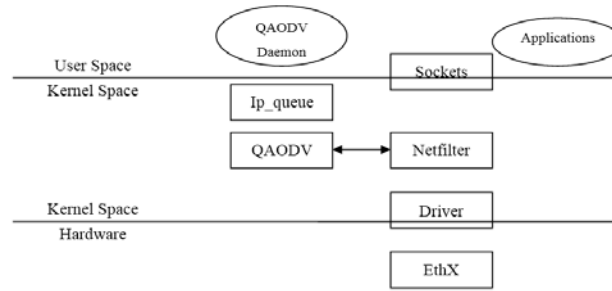 QAODV
Daemon
Applications
User Space
Sockets
Kernel Space
Ip_queue
QAODV
Netfilter
Kernel Space
Driver
Hardware
EthX